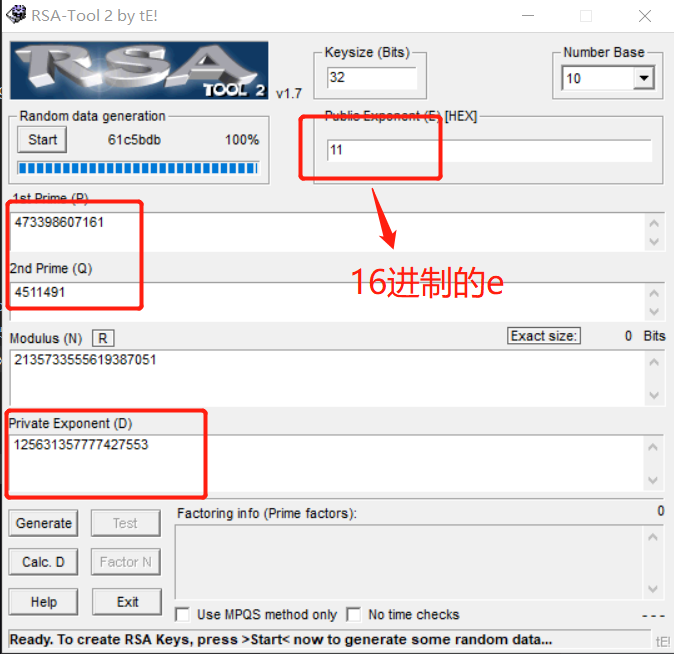 RSA-Tool 2 by tE!
RSA
TOOL 2
v1.7
Keysize (Bits)
32
Number Base
10
Random data generation
Start
61c5bdb
100%
Public Exponent (E) [HEX]
11
1st Prime (P)
473398607161
16进制的e
2nd Prime (Q)
4511491
Modulus (N)
R
Exact size:
0
Bits
2135733555619387051
Private Exponent (D)
125631357777427553
Generate
Test
Calc. D
Factor N
Help
Exit
Factoring info (Prime factors):
0
Use MPQS method only
No time checks
---
Ready. To create RSA Keys, press >Start< now to generate some random data...
tE!